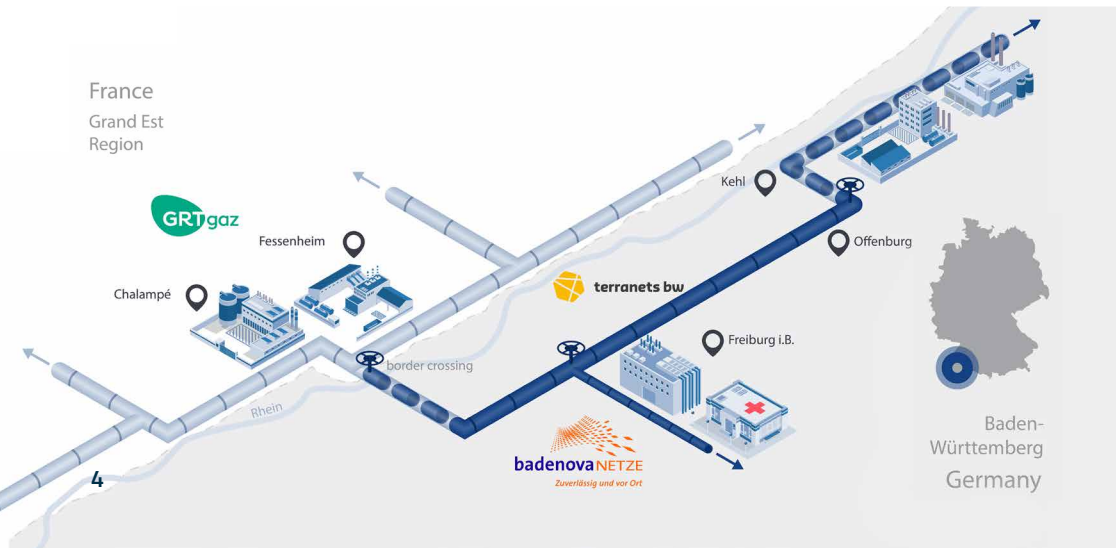 France
Grand Est
Region
GRTgaz
Fessenheim
Chalampé
Kehl
Offenburg
terranets bw
Freiburg i.B.
border crossing
Rhein
badenovaNETZE
Zuverlässig und vor Ort
4
Baden-
Württemberg
Germany